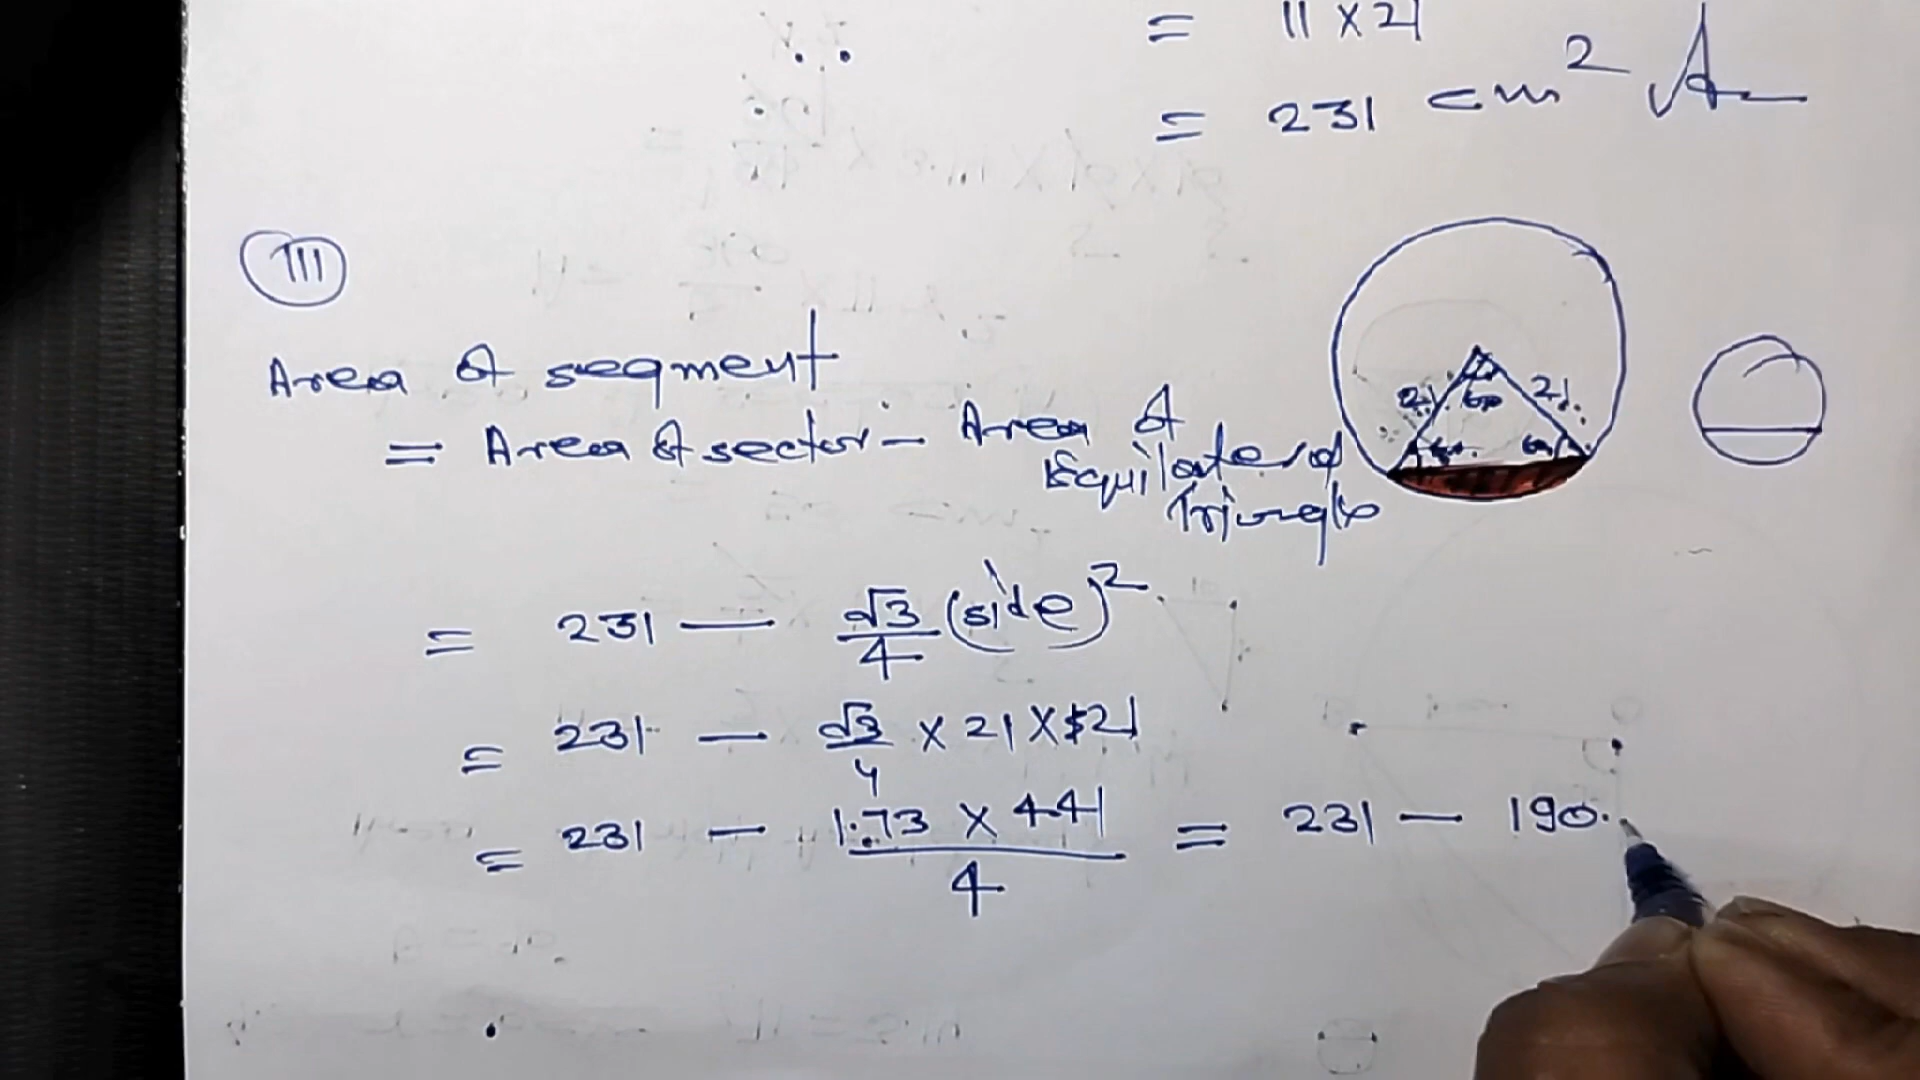 = 11 × 21
= 231 cm² A
III
Area of segment
= Area of sector - Area of
Equilateral
Triangle
21 60 21
60 60
= 231 — √3/4 (side)²
= 231 — √3/4 × 21 × 21
= 231 — 1.73 × 441 / 4 = 231 — 190.